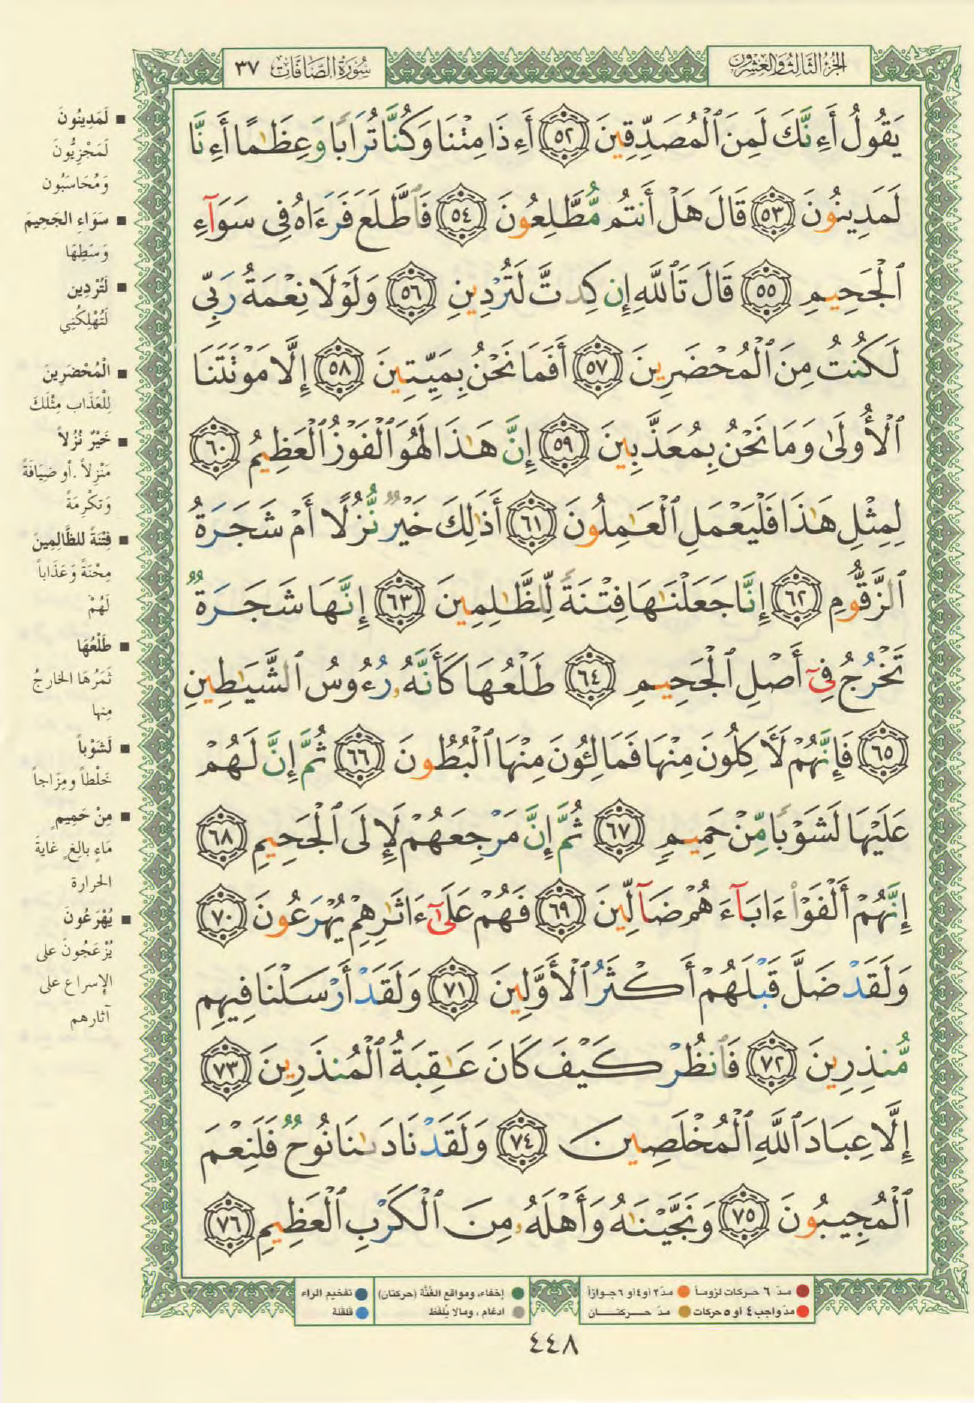 الجزء الثالث والعشرون
سورة الصافات ٣٧
يَقُولُ أَءِنَّكَ لَمِنَ ٱلْمُصَدِّقِينَ ٥٢ أَءِذَا مِتْنَا وَكُنَّا تُرَابًا وَعِظَٰمًا أَءِنَّا
لَمَدِينُونَ ٥٣ قَالَ هَلْ أَنتُم مُّطَّلِعُونَ ٥٤ فَٱطَّلَعَ فَرَءَاهُ فِى سَوَآءِ
ٱلْجَحِيمِ ٥٥ قَالَ تَٱللَّهِ إِن كِدتَّ لَتُرْدِينِ ٥٦ وَلَوْلَا نِعْمَةُ رَبِّى
لَكُنتُ مِنَ ٱلْمُحْضَرِينَ ٥٧ أَفَمَا نَحْنُ بِمَيِّتِينَ ٥٨ إِلَّا مَوْتَتَنَا
ٱلْأُولَىٰ وَمَا نَحْنُ بِمُعَذَّبِينَ ٥٩ إِنَّ هَٰذَا لَهُوَ ٱلْفَوْزُ ٱلْعَظِيمُ ٦٠
لِمِثْلِ هَٰذَا فَلْيَعْمَلِ ٱلْعَٰمِلُونَ ٦١ أَذَٰلِكَ خَيْرٌ نُّزُلًا أَمْ شَجَرَةُ
ٱلزَّقُّومِ ٦٢ إِنَّا جَعَلْنَٰهَا فِتْنَةً لِّلظَّٰلِمِينَ ٦٣ إِنَّهَا شَجَرَةٌ
تَخْرُجُ فِىٓ أَصْلِ ٱلْجَحِيمِ ٦٤ طَلْعُهَا كَأَنَّهُۥ رُءُوسُ ٱلشَّيَٰطِينِ
٦٥ فَإِنَّهُمْ لَءَاكِلُونَ مِنْهَا فَمَالِـُٔونَ مِنْهَا ٱلْبُطُونَ ٦٦ ثُمَّ إِنَّ لَهُمْ
عَلَيْهَا لَشَوْبًا مِّنْ حَمِيمٍ ٦٧ ثُمَّ إِنَّ مَرْجِعَهُمْ لَإِلَى ٱلْجَحِيمِ ٦٨
إِنَّهُمْ أَلْفَوْا۟ ءَابَآءَهُمْ ضَآلِّينَ ٦٩ فَهُمْ عَلَىٰٓ ءَاثَٰرِهِمْ يُهْرَعُونَ ٧٠
وَلَقَدْ ضَلَّ قَبْلَهُمْ أَكْثَرُ ٱلْأَوَّلِينَ ٧١ وَلَقَدْ أَرْسَلْنَا فِيهِم
مُّنذِرِينَ ٧٢ فَٱنظُرْ كَيْفَ كَانَ عَٰقِبَةُ ٱلْمُنذَرِينَ ٧٣
إِلَّا عِبَادَ ٱللَّهِ ٱلْمُخْلَصِينَ ٧٤ وَلَقَدْ نَادَىٰنَا نُوحٌ فَلَنِعْمَ
ٱلْمُجِيبُونَ ٧٥ وَنَجَّيْنَٰهُ وَأَهْلَهُۥ مِنَ ٱلْكَرْبِ ٱلْعَظِيمِ ٧٦
■ لَمَدِينُونَ
لَمَجْزِيُّونَ
وَمُحَاسَبُون
■ سَوَاءِ الجَحِيمَ
وَسَطِهَا
■ لَتُرْدِين
لَتُهْلِكُنِي
■ الْمُحْضَرِينَ
لِلْعَذَاب مِثْلَكَ
■ خَيْرٌ نُزُلاً
مَنْزِلاً. أو ضِيَافَةً
وَتَكْرِمَةً
■ فِتْنَةً للظَّالِمِينَ
مِحْنَةً وَعَذَاباً
لَهُمْ
■ طَلْعُهَا
ثَمَرُهَا الخارجُ
مِنها
■ لَشَوْباً
خَلْطاً ومِزَاجاً
■ مِنْ حَمِيمٍ
مَاءٍ بالِغٍ غايةَ
الحرارة
■ يُهْرَعُونَ
يُزْعَجُونَ على
الإسراع على
آثارهم
مدّ ٦ حركات لزوماً ● مدّ ٢ أو ٤ أو ٦ جوازاً
مدّ واجب ٤ أو ٥ حركات ● مدّ حــركتــان
إخفاء، ومواقع الغُنَّة (حركتان) ● تفخيم الراء
ادغام، ومالا يُلفَظ ● قلقلة
٤٤٨